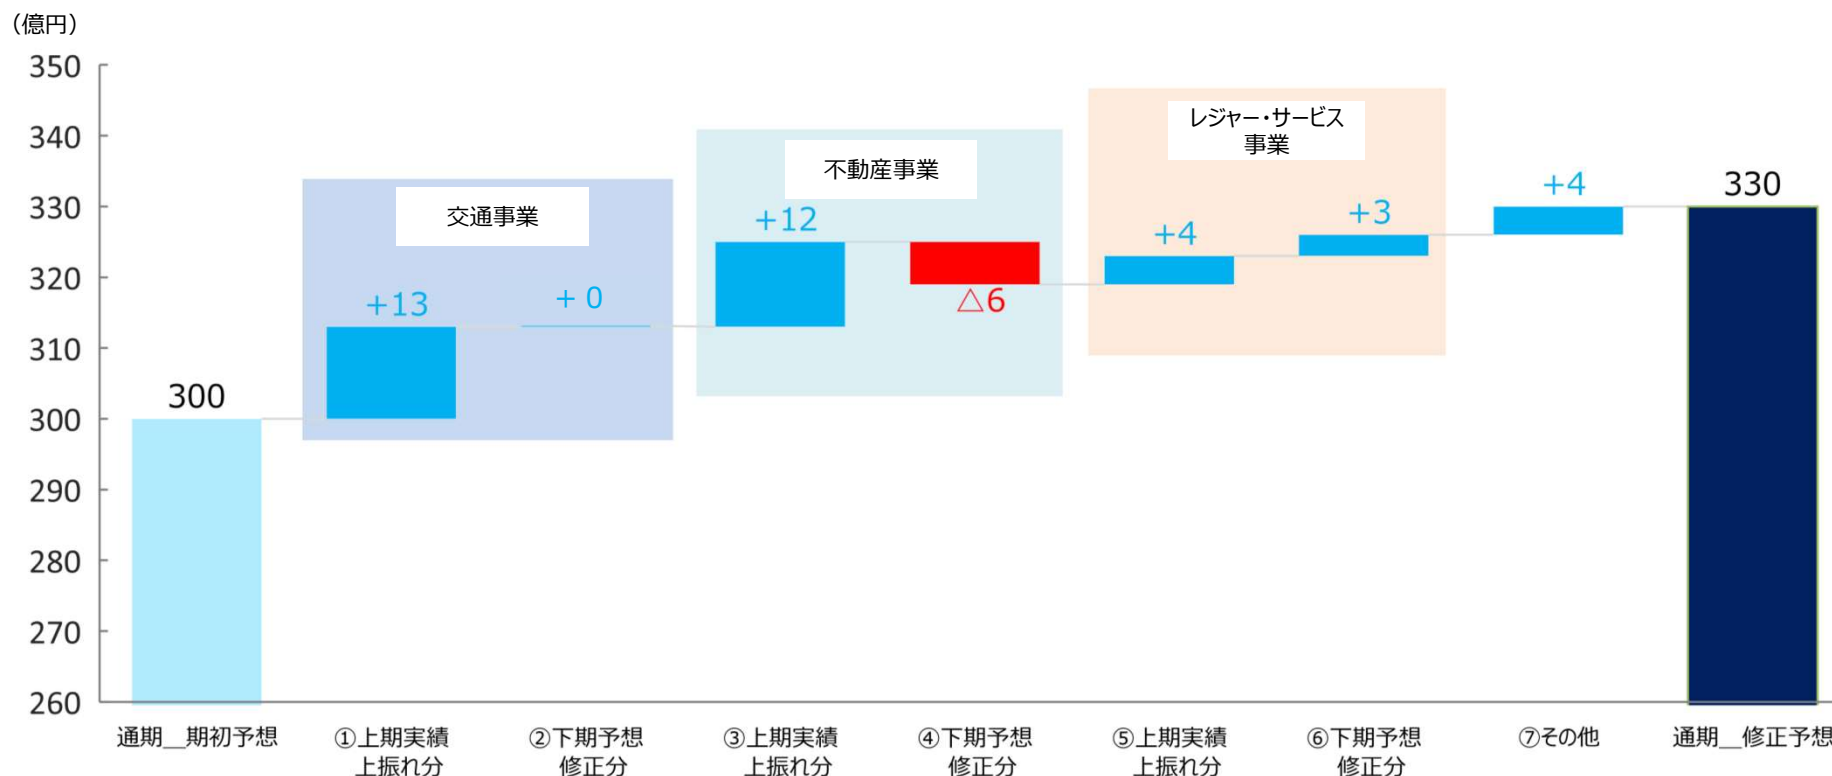 （億円）
350
340
330
320
310
300
290
280
270
260
交通事業
不動産事業
レジャー・サービス
事業
300
+13
+ 0
+12
△6
+4
+3
+4
330
通期__期初予想
①上期実績
上振れ分
②下期予想
修正分
③上期実績
上振れ分
④下期予想
修正分
⑤上期実績
上振れ分
⑥下期予想
修正分
⑦その他
通期__修正予想